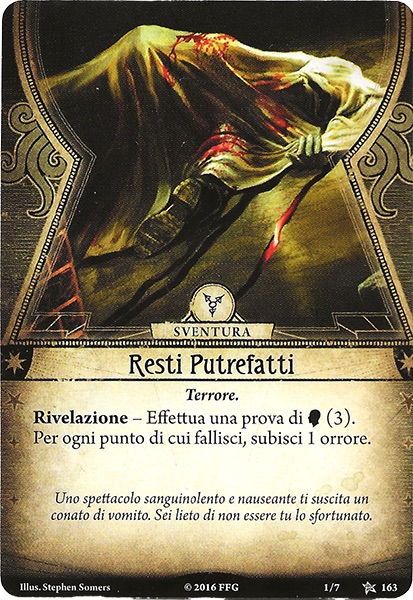 SVENTURA
Resti Putrefatti
Terrore.
Rivelazione – Effettua una prova di (3).
Per ogni punto di cui fallisci, subisci 1 orrore.
Uno spettacolo sanguinolento e nauseante ti suscita un
conato di vomito. Sei lieto di non essere tu lo sfortunato.
Illus. Stephen Somers © 2016 FFG 1/7 163